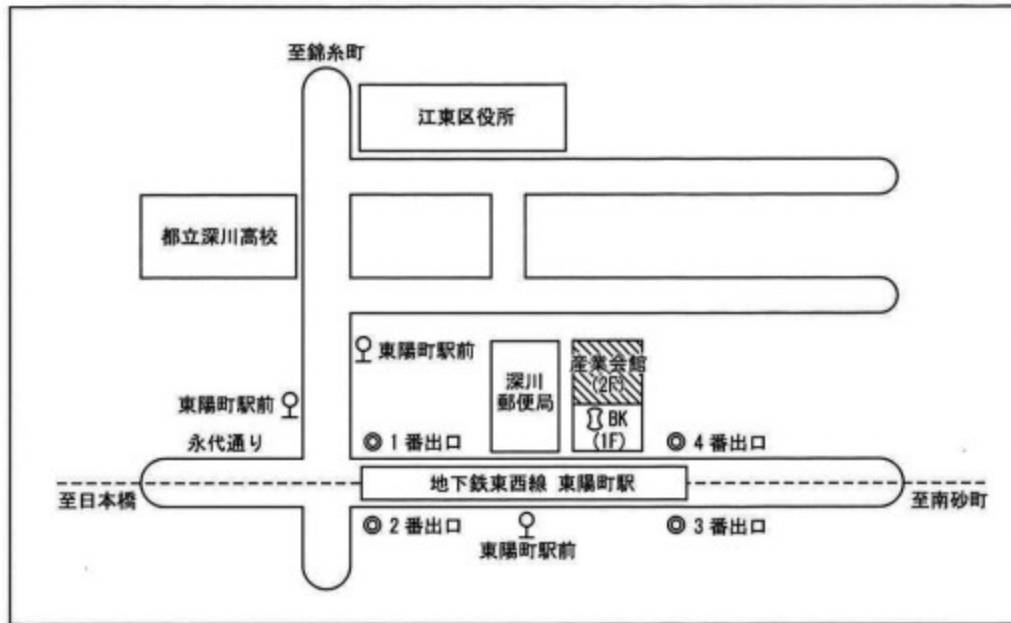 至錦糸町
江東区役所
都立深川高校
東陽町駅前
東陽町駅前
深川
郵便局
産業会館
(2F)
BK
(1F)
永代通り
◎1番出口
◎4番出口
地下鉄東西線 東陽町駅
至日本橋
至南砂町
◎2番出口
東陽町駅前
◎3番出口